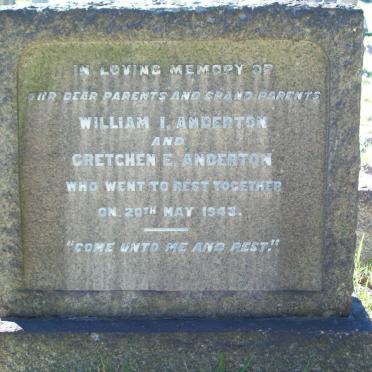 IN LOVING MEMORY OF
OUR DEAR PARENTS AND GRAND PARENTS
WILLIAM I. ANDERTON
AND
GRETCHEN E. ANDERTON
WHO WENT TO REST TOGETHER
ON 20TH MAY 1943.
"COME UNTO ME AND REST."